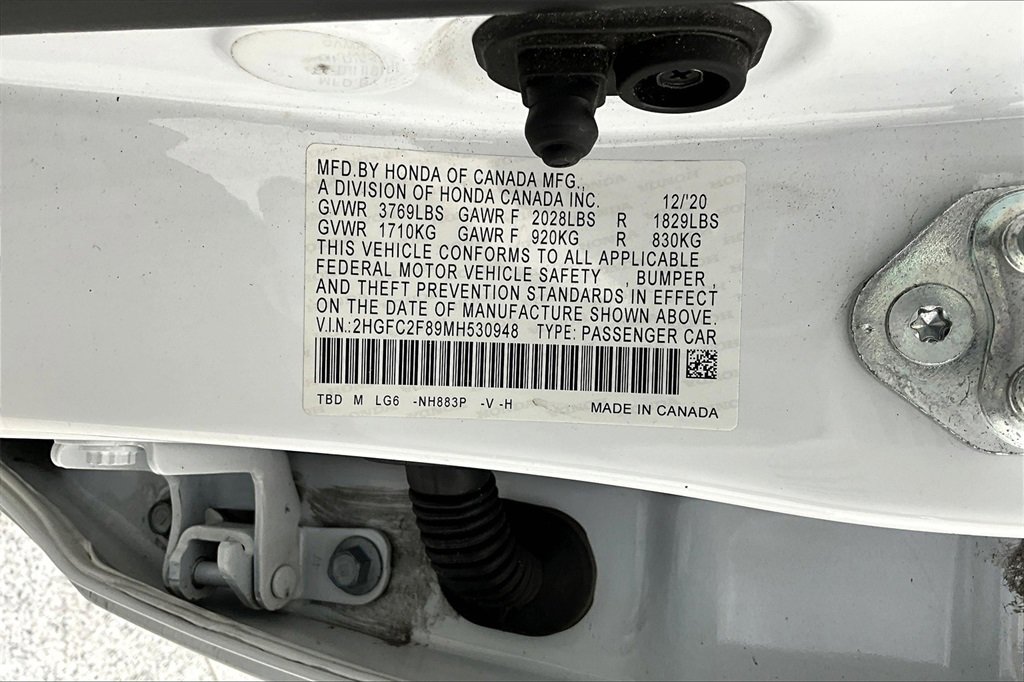 MFD.BY HONDA OF CANADA MFG.,
A DIVISION OF HONDA CANADA INC. 12/'20
GVWR 3769LBS GAWR F 2028LBS R 1829LBS
GVWR 1710KG GAWR F 920KG R 830KG
THIS VEHICLE CONFORMS TO ALL APPLICABLE
FEDERAL MOTOR VEHICLE SAFETY , BUMPER ,
AND THEFT PREVENTION STANDARDS IN EFFECT
ON THE DATE OF MANUFACTURE SHOWN ABOVE.
V.I.N.:2HGFC2F89MH530948 TYPE: PASSENGER CAR
TBD M LG6 -NH883P -V -H MADE IN CANADA